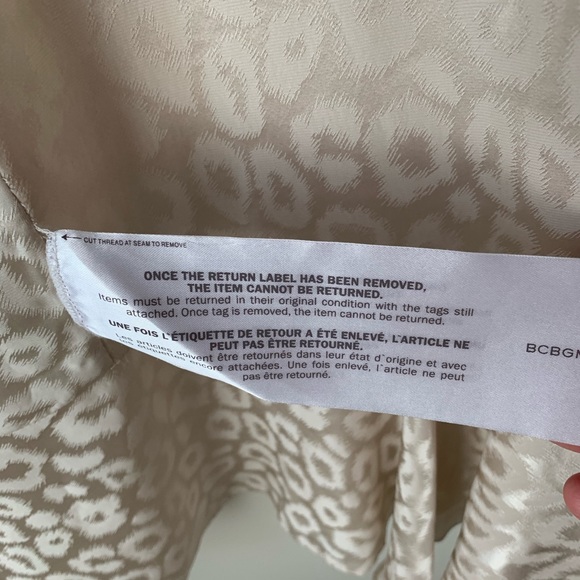 ← CUT THREAD AT SEAM TO REMOVE
ONCE THE RETURN LABEL HAS BEEN REMOVED,
THE ITEM CANNOT BE RETURNED.
Items must be returned in their original condition with the tags still
attached. Once tag is removed, the item cannot be returned.
UNE FOIS L'ÉTIQUETTE DE RETOUR A ÉTÉ ENLEVÉ, L'ARTICLE NE
PEUT PAS ÊTRE RETOURNÉ.
Les articles doivent être retournés dans leur état d`origine et avec
les étiquettes encore attachées. Une fois enlevé, l`article ne peut
pas être retourné.
BCBGM